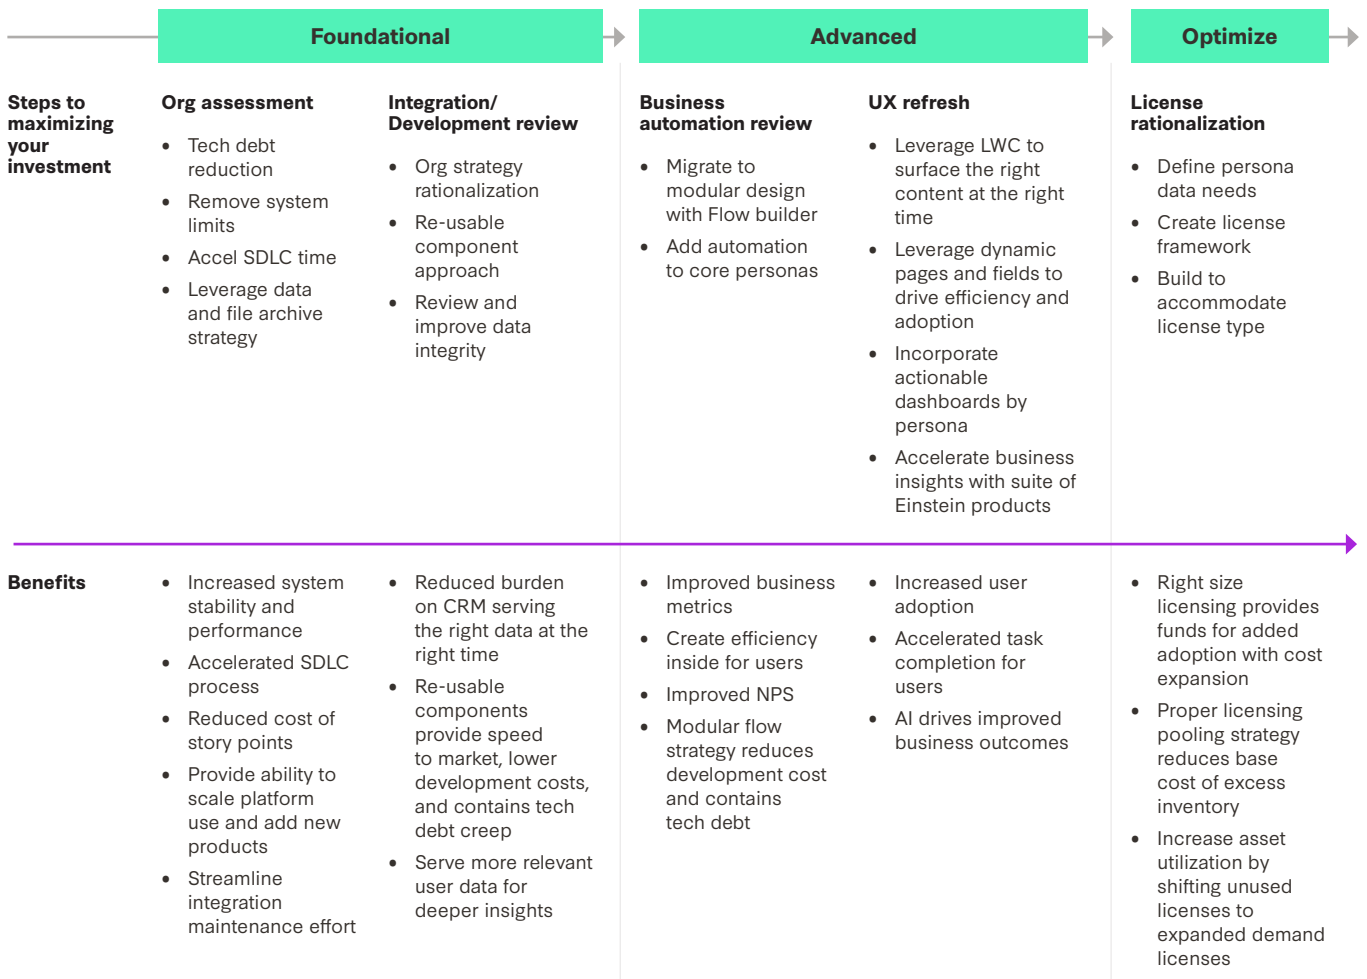 Foundational
Advanced
Optimize
Steps to
maximizing
your
investment
Org assessment
• Tech debt
reduction
• Remove system
limits
• Accel SDLC time
• Leverage data
and file archive
strategy
Integration/
Development review
• Org strategy
rationalization
• Re-usable
component
approach
• Review and
improve data
integrity
Business
automation review
• Migrate to
modular design
with Flow builder
• Add automation
to core personas
UX refresh
• Leverage LWC to
surface the right
content at the right
time
• Leverage dynamic
pages and fields to
drive efficiency and
adoption
• Incorporate
actionable
dashboards by
persona
• Accelerate business
insights with suite of
Einstein products
License
rationalization
• Define persona
data needs
• Create license
framework
• Build to
accommodate
license type
Benefits
• Increased system
stability and
performance
• Accelerated SDLC
process
• Reduced cost of
story points
• Provide ability to
scale platform
use and add new
products
• Streamline
integration
maintenance effort
• Reduced burden
on CRM serving
the right data at the
right time
• Re-usable
components
provide speed
to market, lower
development costs,
and contains tech
debt creep
• Serve more relevant
user data for
deeper insights
• Improved business
metrics
• Create efficiency
inside for users
• Improved NPS
• Modular flow
strategy reduces
development cost
and contains
tech debt
• Increased user
adoption
• Accelerated task
completion for
users
• AI drives improved
business outcomes
• Right size
licensing provides
funds for added
adoption with cost
expansion
• Proper licensing
pooling strategy
reduces base
cost of excess
inventory
• Increase asset
utilization by
shifting unused
licenses to
expanded demand
licenses